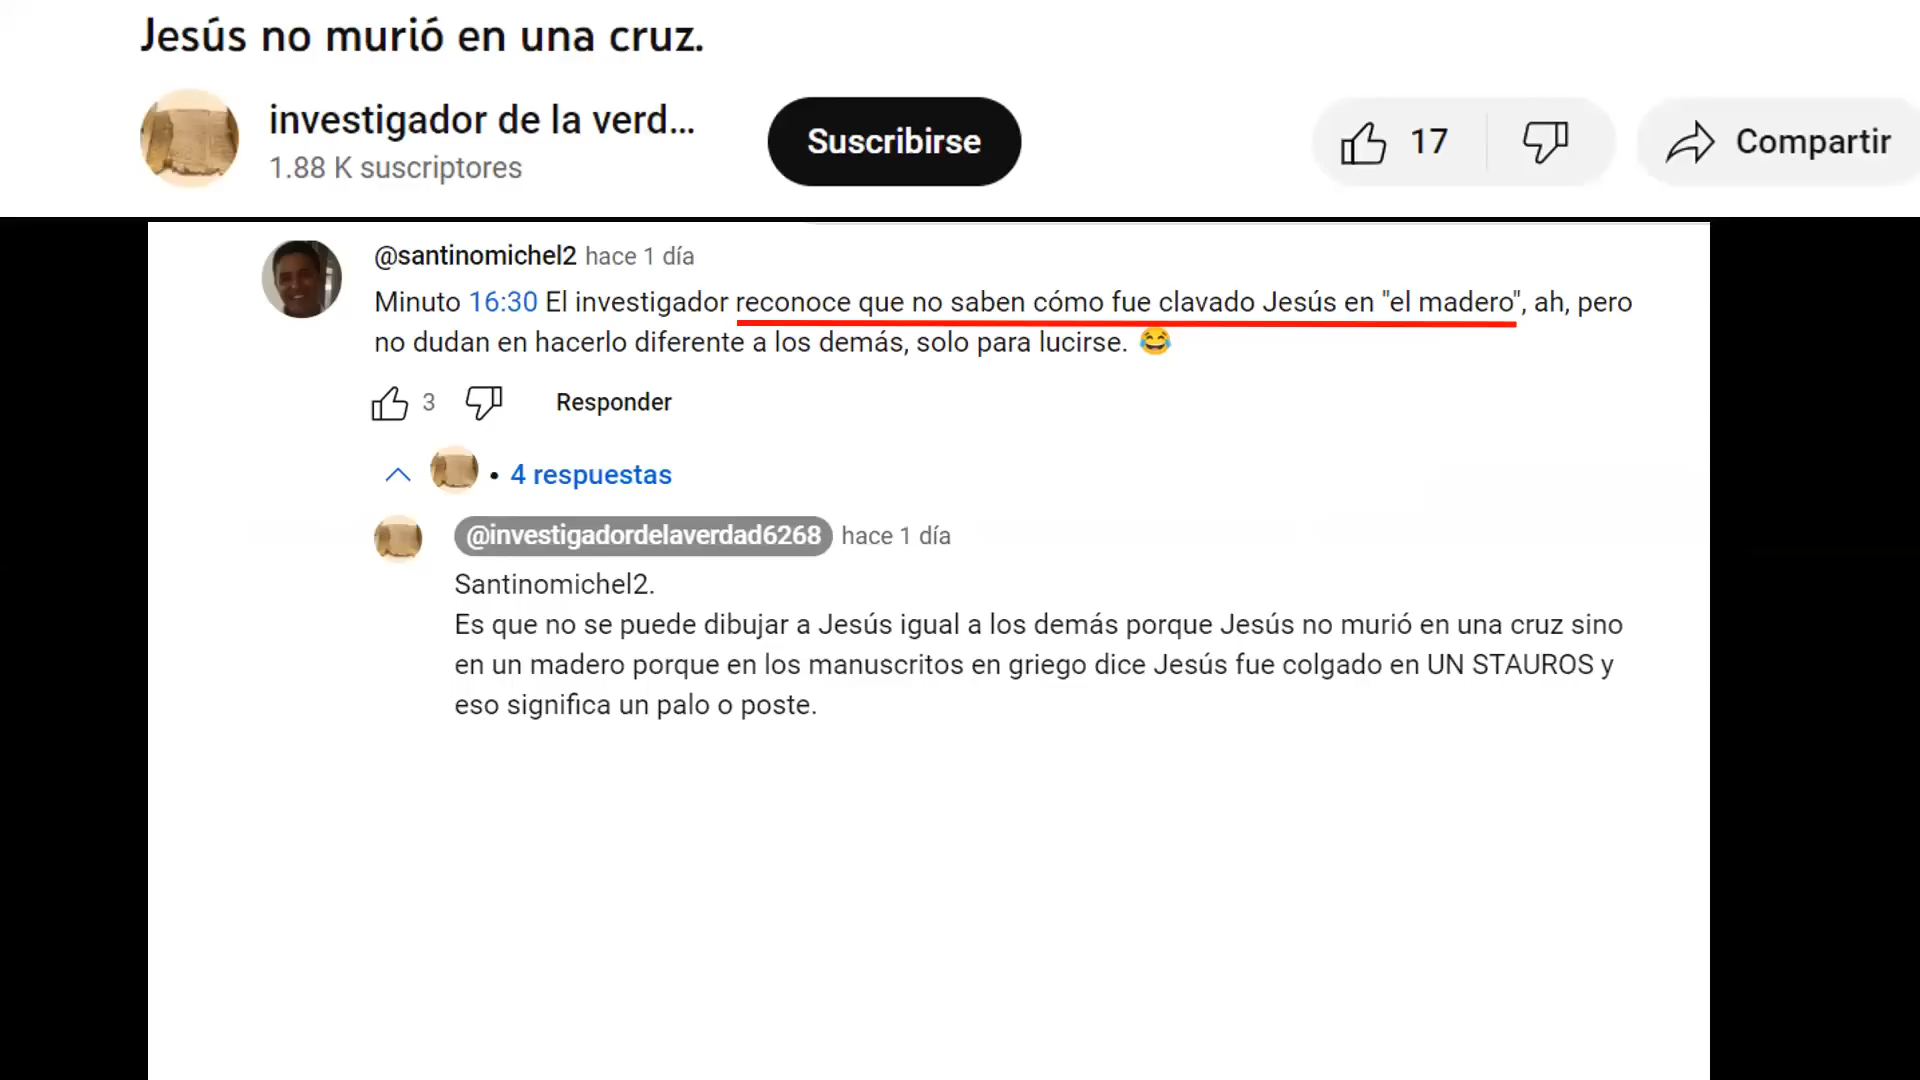 Jesús no murió en una cruz.
investigador de la verd...
1.88 K suscriptores
Suscribirse
17
Compartir
@santinomichel2 hace 1 día
Minuto 16:30 El investigador reconoce que no saben cómo fue clavado Jesús en "el madero", ah, pero
no dudan en hacerlo diferente a los demás, solo para lucirse. 😂
3
Responder
• 4 respuestas
@investigadordelaverdad6268 hace 1 día
Santinomichel2.
Es que no se puede dibujar a Jesús igual a los demás porque Jesús no murió en una cruz sino
en un madero porque en los manuscritos en griego dice Jesús fue colgado en UN STAUROS y
eso significa un palo o poste.